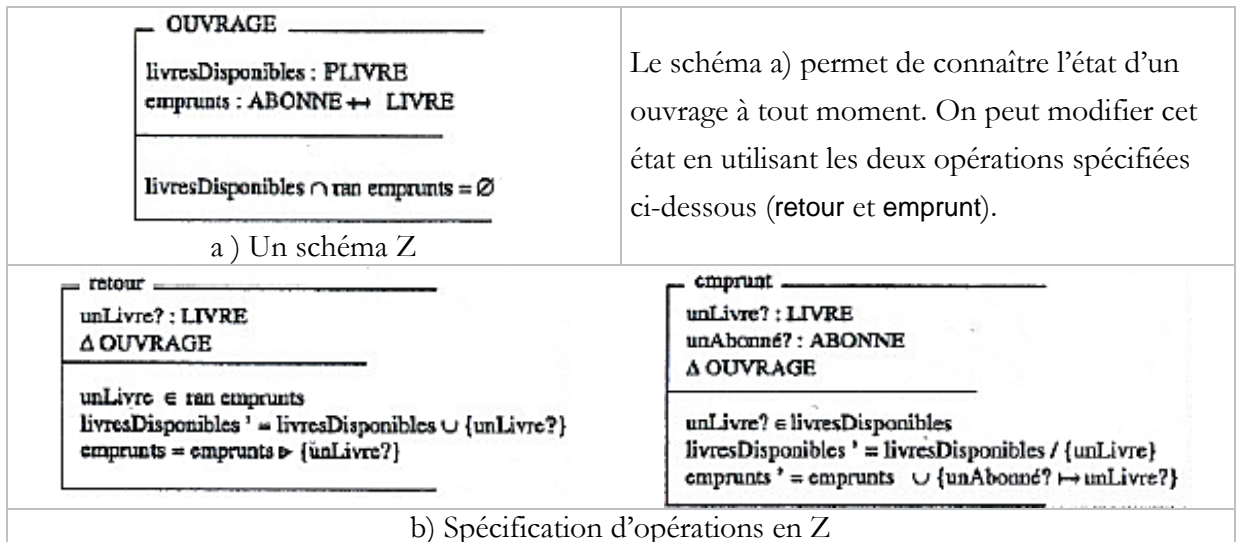 OUVRAGE
livresDisponibles : ℙLIVRE
emprunts : ABONNE ⇸ LIVRE
livresDisponibles ∩ ran emprunts = ∅
a ) Un schéma Z
Le schéma a) permet de connaître l’état d’un
ouvrage à tout moment. On peut modifier cet
état en utilisant les deux opérations spécifiées
ci-dessous (retour et emprunt).
retour
unLivre? : LIVRE
Δ OUVRAGE
unLivre ∈ ran emprunts
livresDisponibles ' = livresDisponibles ∪ {unLivre?}
emprunts = emprunts ▹ {unLivre?}
emprunt
unLivre? : LIVRE
unAbonné? : ABONNE
Δ OUVRAGE
unLivre? ∈ livresDisponibles
livresDisponibles ' = livresDisponibles / {unLivre}
emprunts ' = emprunts ∪ {unAbonné? ↦ unLivre?}
b) Spécification d’opérations en Z